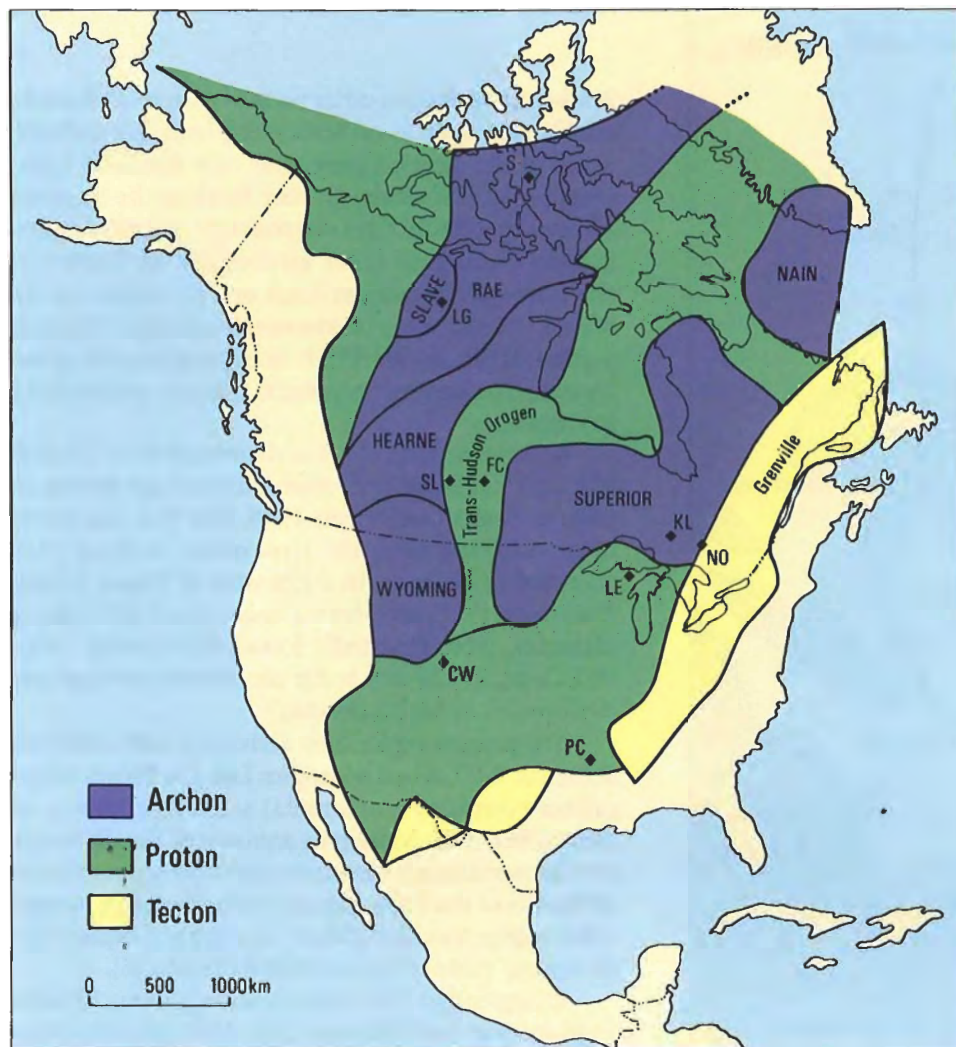 S
NAIN
SLAVE
RAE
LG
Trans-Hudson Orogen
HEARNE
SL
FC
Grenville
SUPERIOR
KL
NO
WYOMING
LE
CW
PC
Archon
Proton
Tecton
0 500 1000km